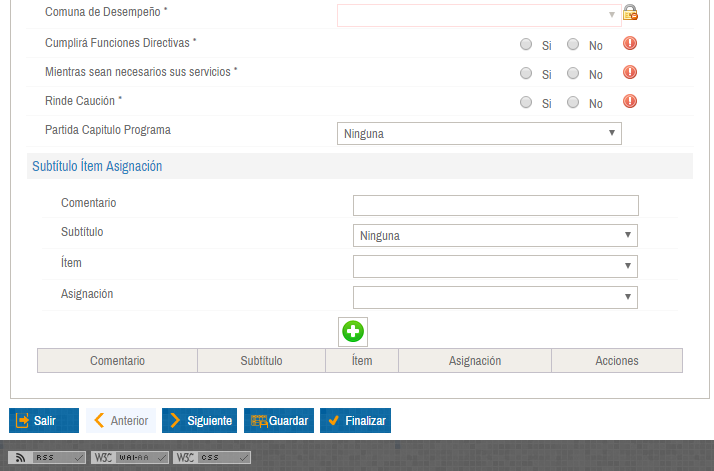 Comuna de Desempeño *
Cumplirá Funciones Directivas * Si No
Mientras sean necesarios sus servicios * Si No
Rinde Caución * Si No
Partida Capitulo Programa Ninguna
Subtítulo Ítem Asignación
Comentario
Subtítulo Ninguna
Ítem
Asignación
Comentario Subtítulo Ítem Asignación Acciones
Salir Anterior Siguiente Guardar Finalizar
RSS W3C WAI-AA W3C CSS